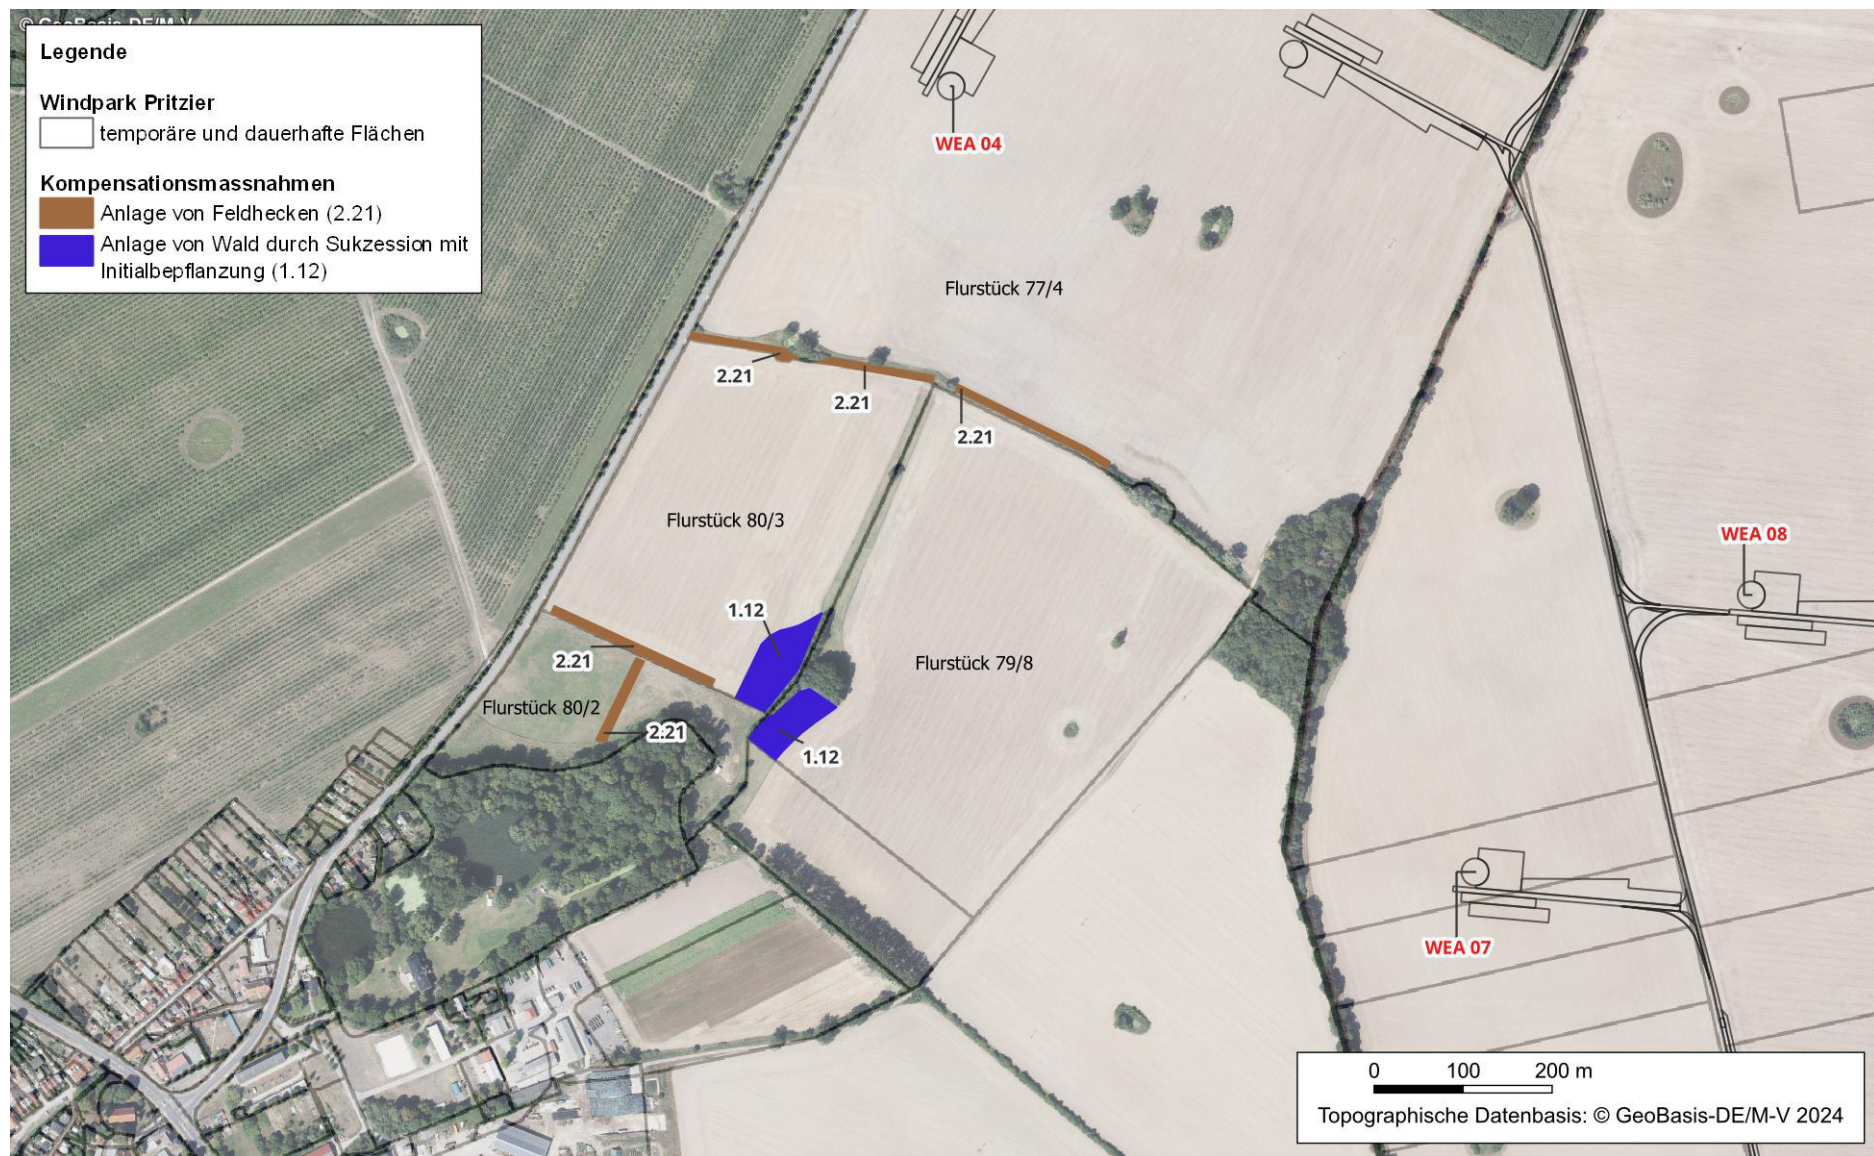 © GeoBasis-DE/M-V
Legende
Windpark Pritzier
temporäre und dauerhafte Flächen
Kompensationsmassnahmen
Anlage von Feldhecken (2.21)
Anlage von Wald durch Sukzession mit
Initialbepflanzung (1.12)
WEA 04
Flurstück 77/4
2.21
2.21
2.21
Flurstück 80/3
WEA 08
1.12
2.21
Flurstück 79/8
Flurstück 80/2
2.21
1.12
WEA 07
0 100 200 m
Topographische Datenbasis: © GeoBasis-DE/M-V 2024